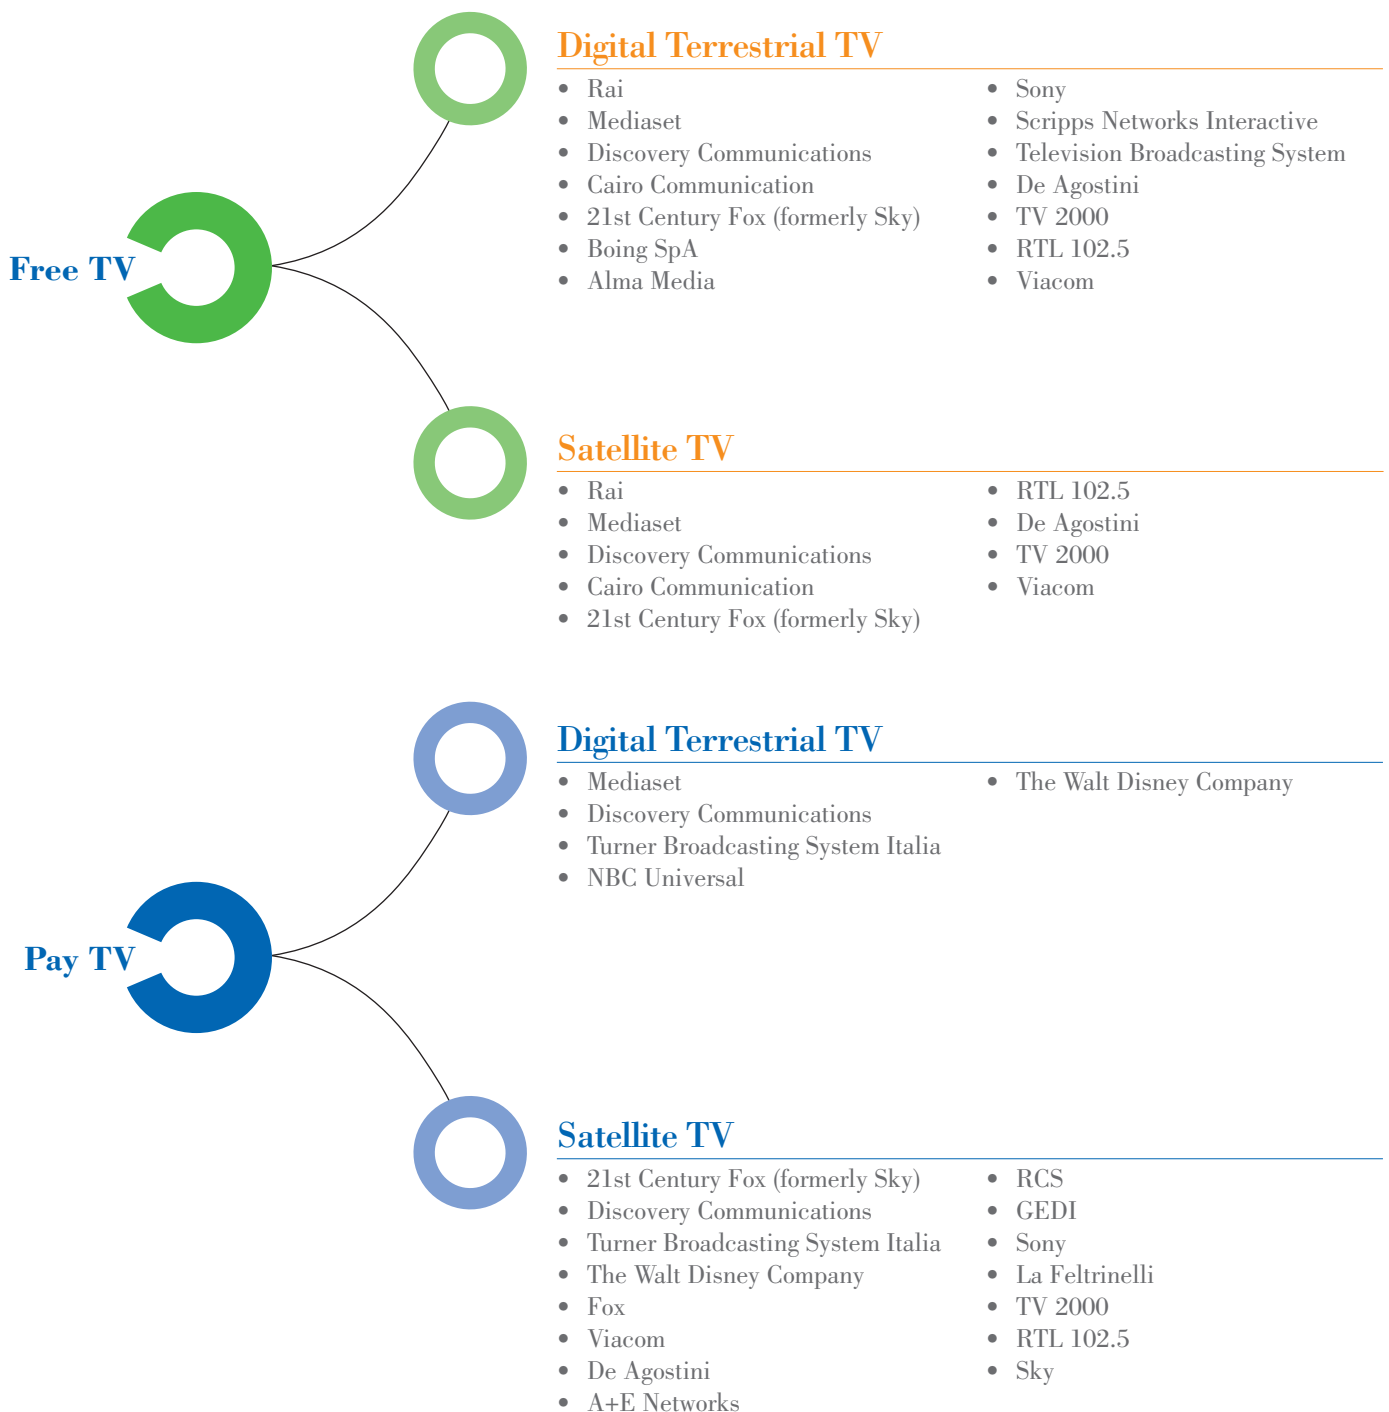 Free TV
Digital Terrestrial TV
• Rai
• Mediaset
• Discovery Communications
• Cairo Communication
• 21st Century Fox (formerly Sky)
• Boing SpA
• Alma Media
• Sony
• Scripps Networks Interactive
• Television Broadcasting System
• De Agostini
• TV 2000
• RTL 102.5
• Viacom
Satellite TV
• Rai
• Mediaset
• Discovery Communications
• Cairo Communication
• 21st Century Fox (formerly Sky)
• RTL 102.5
• De Agostini
• TV 2000
• Viacom
Pay TV
Digital Terrestrial TV
• Mediaset
• Discovery Communications
• Turner Broadcasting System Italia
• NBC Universal
• The Walt Disney Company
Satellite TV
• 21st Century Fox (formerly Sky)
• Discovery Communications
• Turner Broadcasting System Italia
• The Walt Disney Company
• Fox
• Viacom
• De Agostini
• A+E Networks
• RCS
• GEDI
• Sony
• La Feltrinelli
• TV 2000
• RTL 102.5
• Sky